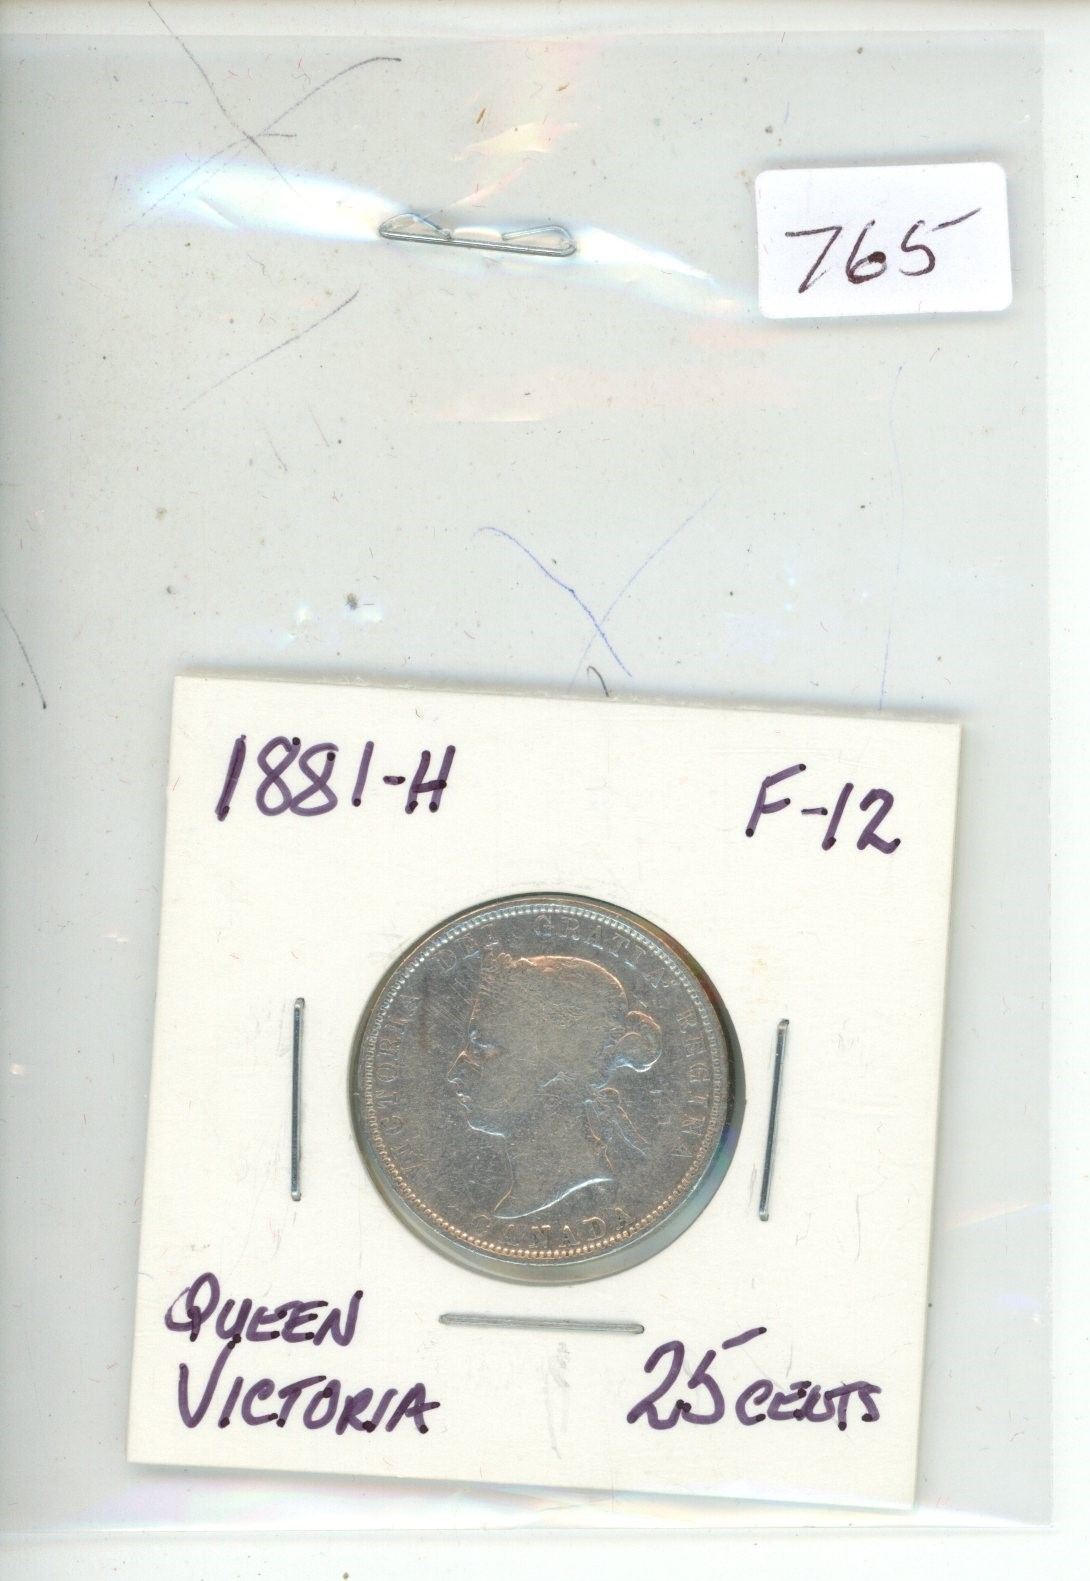 765
1881-H
F-12
VICTORIA DEI GRATIA REGINA
CANADA
QUEEN
VICTORIA
25 CENTS